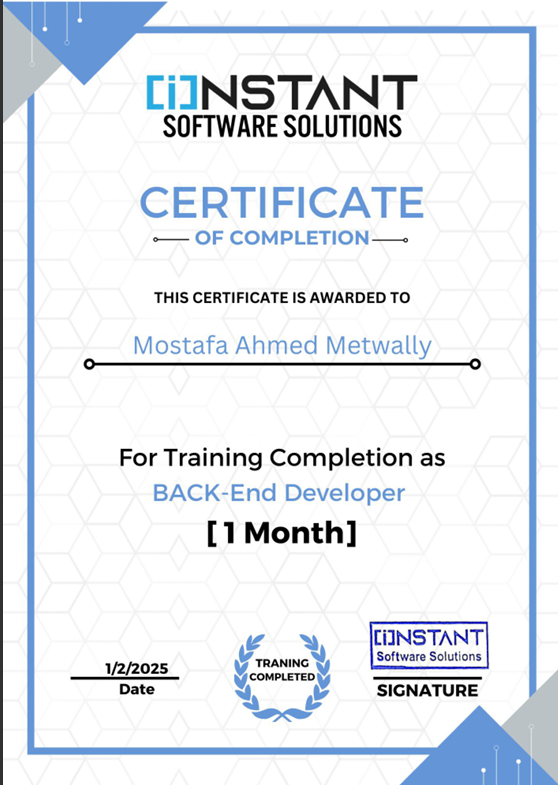 [i]NSTANT
SOFTWARE SOLUTIONS
CERTIFICATE
OF COMPLETION
THIS CERTIFICATE IS AWARDED TO
Mostafa Ahmed Metwally
For Training Completion as
BACK-End Developer
[ 1 Month]
1/2/2025
Date
TRANING
COMPLETED
[i]NSTANT
Software Solutions
SIGNATURE